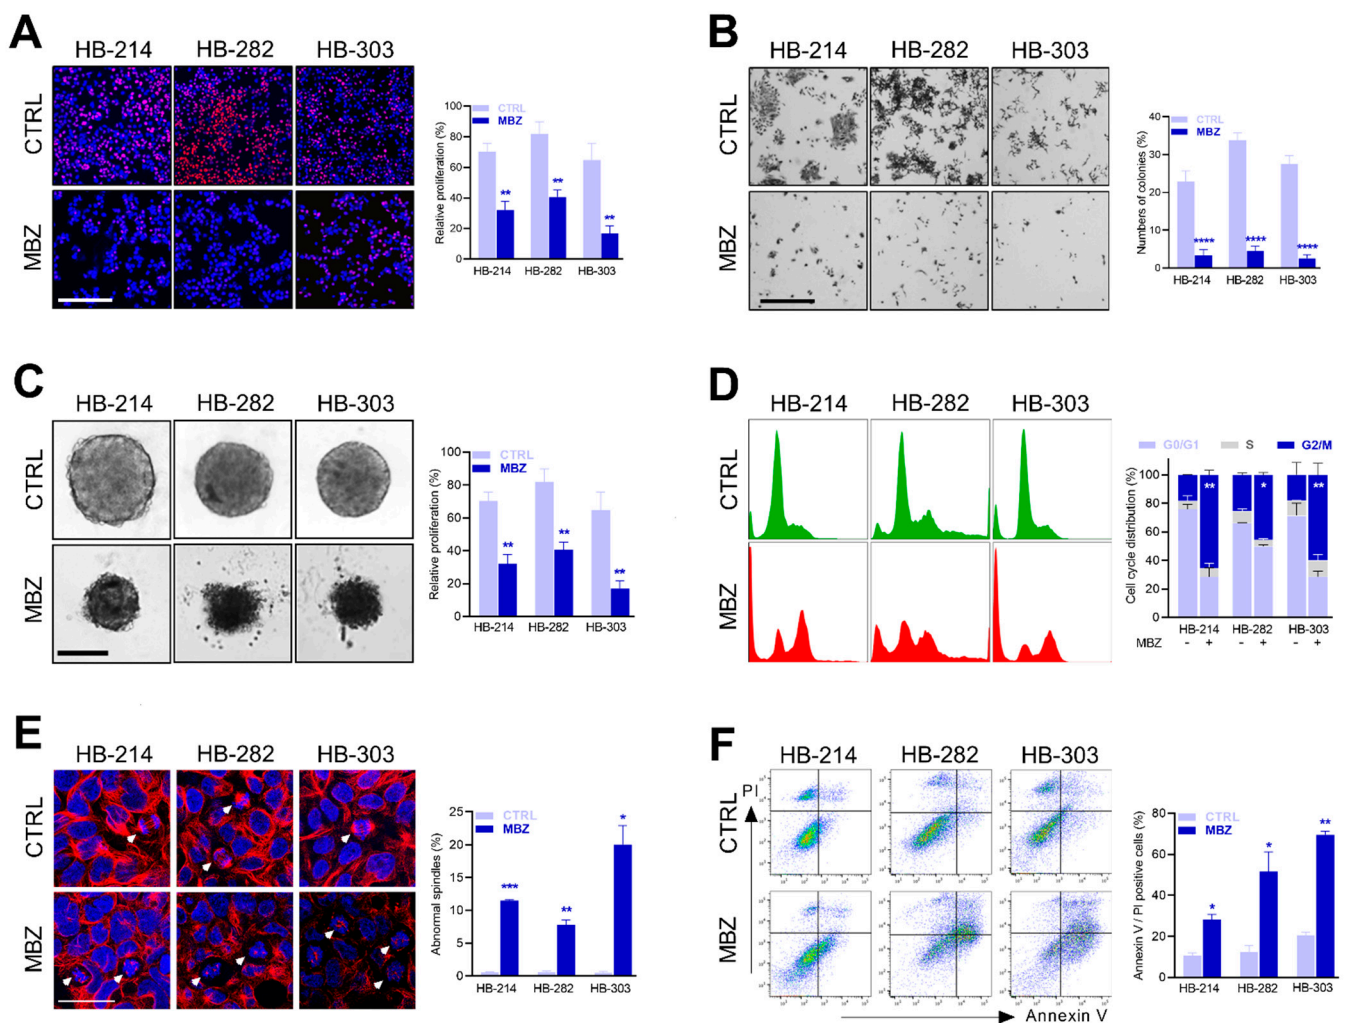 A
HB-214 HB-282 HB-303
CTRL
MBZ
Relative proliferation (%)
100
80
60
40
20
0
CTRL
MBZ
** ** **
HB-214 HB-282 HB-303
B
HB-214 HB-282 HB-303
CTRL
MBZ
Numbers of colonies (%)
40
30
20
10
0
CTRL
MBZ
**** **** ****
HB-214 HB-282 HB-303
C
HB-214 HB-282 HB-303
CTRL
MBZ
Relative proliferation (%)
100
80
60
40
20
0
CTRL
MBZ
** ** **
HB-214 HB-282 HB-303
D
HB-214 HB-282 HB-303
CTRL
MBZ
G0/G1 S G2/M
Cell cycle distribution (%)
100
80
60
40
20
0
** * **
HB-214 HB-282 HB-303
MBZ - + - + - +
E
HB-214 HB-282 HB-303
CTRL
MBZ
Abnormal spindles (%)
25
20
15
10
5
0
CTRL
MBZ
*** ** *
HB-214 HB-282 HB-303
F
HB-214 HB-282 HB-303
PI
CTRL
MBZ
Annexin V
Annexin V / PI positive cells (%)
80
60
40
20
0
CTRL
MBZ
* * **
HB-214 HB-282 HB-303